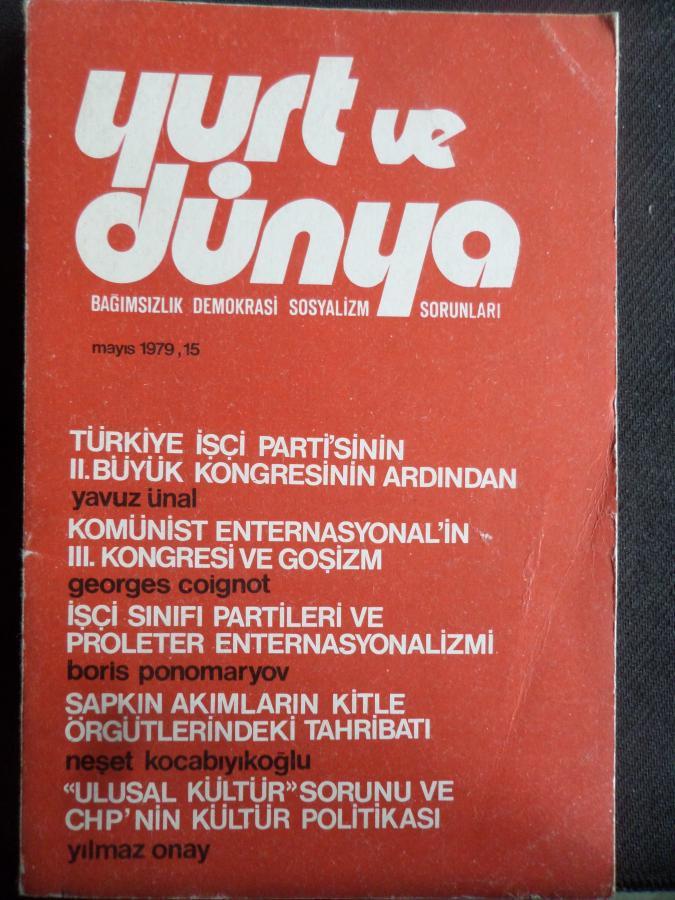 yurt ve
dünya
BAĞIMSIZLIK DEMOKRASİ SOSYALİZM SORUNLARI
mayıs 1979,15
TÜRKİYE İŞÇİ PARTİ'SİNİN
II. BÜYÜK KONGRESİNİN ARDINDAN
yavuz ünal
KOMÜNİST ENTERNASYONAL'İN
III. KONGRESİ VE GOŞİZM
georges coignot
İŞÇİ SINIFI PARTİLERİ VE
PROLETER ENTERNASYONALİZMİ
boris ponomaryov
SAPKIN AKIMLARIN KİTLE
ÖRGÜTLERİNDEKİ TAHRİBATI
neşet kocabıyıkoğlu
«ULUSAL KÜLTÜR» SORUNU VE
CHP'NİN KÜLTÜR POLİTİKASI
yılmaz onay